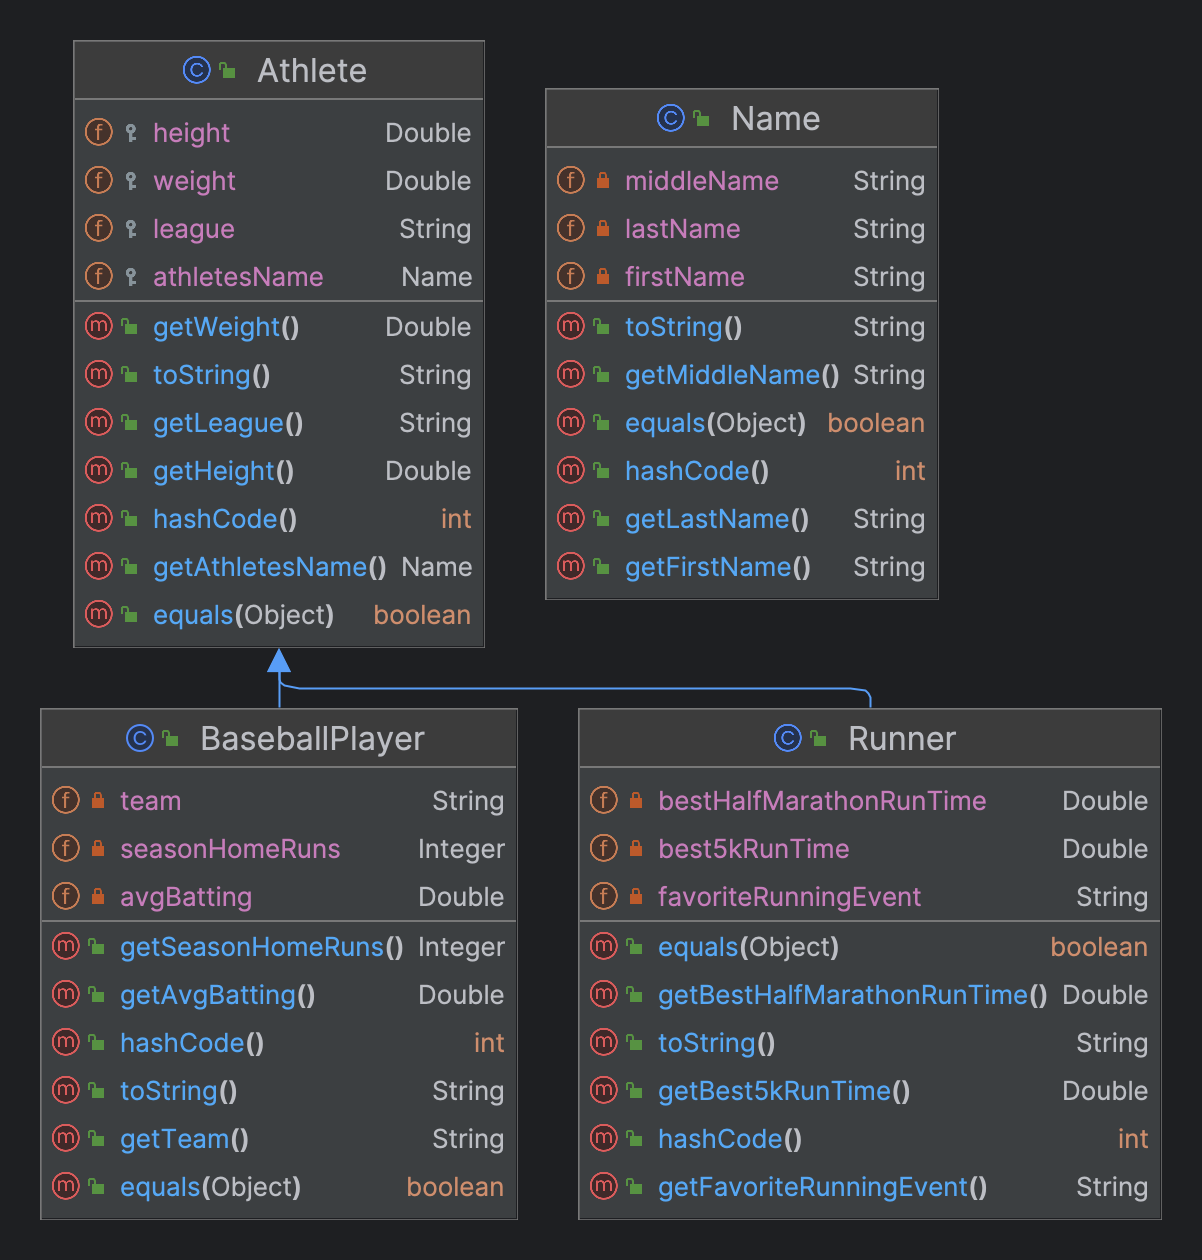 Athlete
height Double
weight Double
league String
athletesName Name
getWeight() Double
toString() String
getLeague() String
getHeight() Double
hashCode() int
getAthletesName() Name
equals(Object) boolean
Name
middleName String
lastName String
firstName String
toString() String
getMiddleName() String
equals(Object) boolean
hashCode() int
getLastName() String
getFirstName() String
BaseballPlayer
team String
seasonHomeRuns Integer
avgBatting Double
getSeasonHomeRuns() Integer
getAvgBatting() Double
hashCode() int
toString() String
getTeam() String
equals(Object) boolean
Runner
bestHalfMarathonRunTime Double
best5kRunTime Double
favoriteRunningEvent String
equals(Object) boolean
getBestHalfMarathonRunTime() Double
toString() String
getBest5kRunTime() Double
hashCode() int
getFavoriteRunningEvent() String